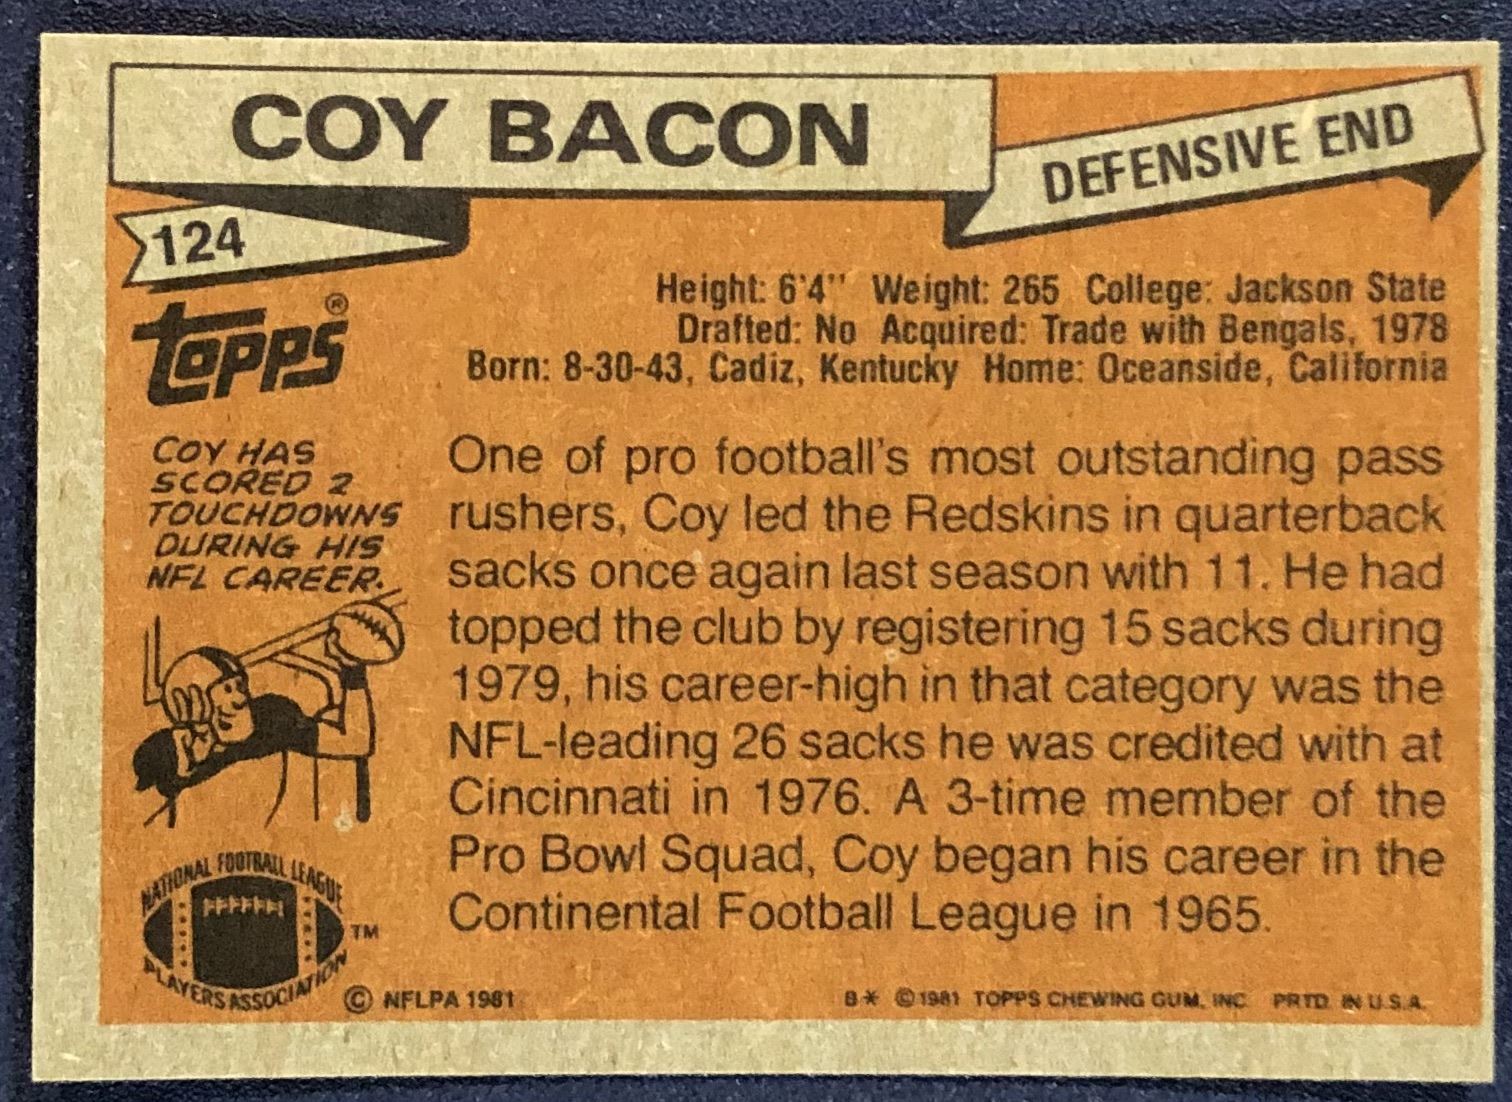 COY BACON
DEFENSIVE END
124
topps®
Height: 6'4" Weight: 265 College: Jackson State
Drafted: No Acquired: Trade with Bengals, 1978
Born: 8-30-43, Cadiz, Kentucky Home: Oceanside, California
COY HAS
SCORED 2
TOUCHDOWNS
DURING HIS
NFL CAREER.
One of pro football's most outstanding pass
rushers, Coy led the Redskins in quarterback
sacks once again last season with 11. He had
topped the club by registering 15 sacks during
1979, his career-high in that category was the
NFL-leading 26 sacks he was credited with at
Cincinnati in 1976. A 3-time member of the
Pro Bowl Squad, Coy began his career in the
Continental Football League in 1965.
NATIONAL FOOTBALL LEAGUE
PLAYERS ASSOCIATION
TM
© NFLPA 1981
B* © 1981 TOPPS CHEWING GUM, INC. PRTD. IN U.S.A.